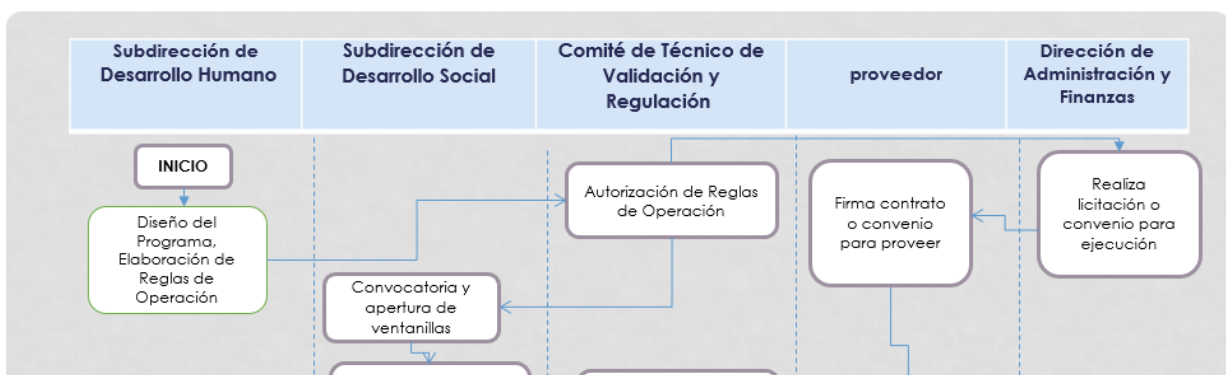 Subdirección de
Desarrollo Humano
Subdirección de
Desarrollo Social
Comité de Técnico de
Validación y
Regulación
proveedor
Dirección de
Administración y
Finanzas
INICIO
Diseño del
Programa,
Elaboración de
Reglas de
Operación
Convocatoria y
apertura de
ventanillas
Autorización de Reglas
de Operación
Firma contrato
o convenio
para proveer
Realiza
licitación o
convenio para
ejecución